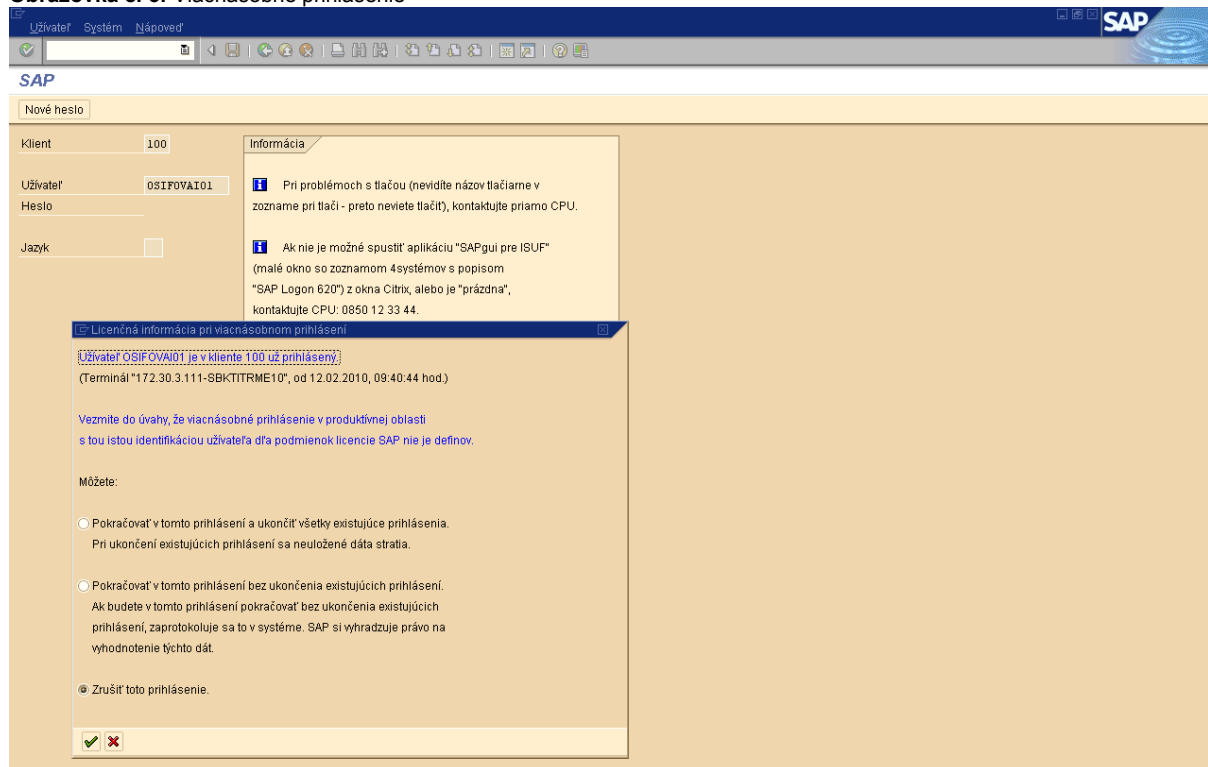 Obrazovka č. 3. Viacnásobné prihlásenie
Užívateľ Systém Nápoveď
SAP
SAP
Nové heslo
Klient 100
Informácia
Užívateľ OSIFOVAI01
Pri problémoch s tlačou (nevidíte názov tlačiarne v
Heslo
zozname pri tlači - preto neviete tlačiť), kontaktujte priamo CPU.
Jazyk
Ak nie je možné spustiť aplikáciu "SAPgui pre ISUF"
(malé okno so zoznamom 4systémov s popisom
"SAP Logon 620") z okna Citrix, alebo je "prázdna",
kontaktujte CPU: 0850 12 33 44.
Licenčná informácia pri viacnásobnom prihlásení
Užívateľ OSIFOVAI01 je v kliente 100 už prihlásený.
(Terminál "172.30.3.111-SBKTITRME10", od 12.02.2010, 09:40:44 hod.)
Vezmite do úvahy, že viacnásobné prihlásenie v produktívnej oblasti
s tou istou identifikáciou užívateľa dľa podmienok licencie SAP nie je definov.
Môžete:
Pokračovať v tomto prihlásení a ukončiť všetky existujúce prihlásenia.
Pri ukončení existujúcich prihlásení sa neuložené dáta stratia.
Pokračovať v tomto prihlásení bez ukončenia existujúcich prihlásení.
Ak budete v tomto prihlásení pokračovať bez ukončenia existujúcich
prihlásení, zaprotokoluje sa to v systéme. SAP si vyhradzuje právo na
vyhodnotenie týchto dát.
Zrušiť toto prihlásenie.